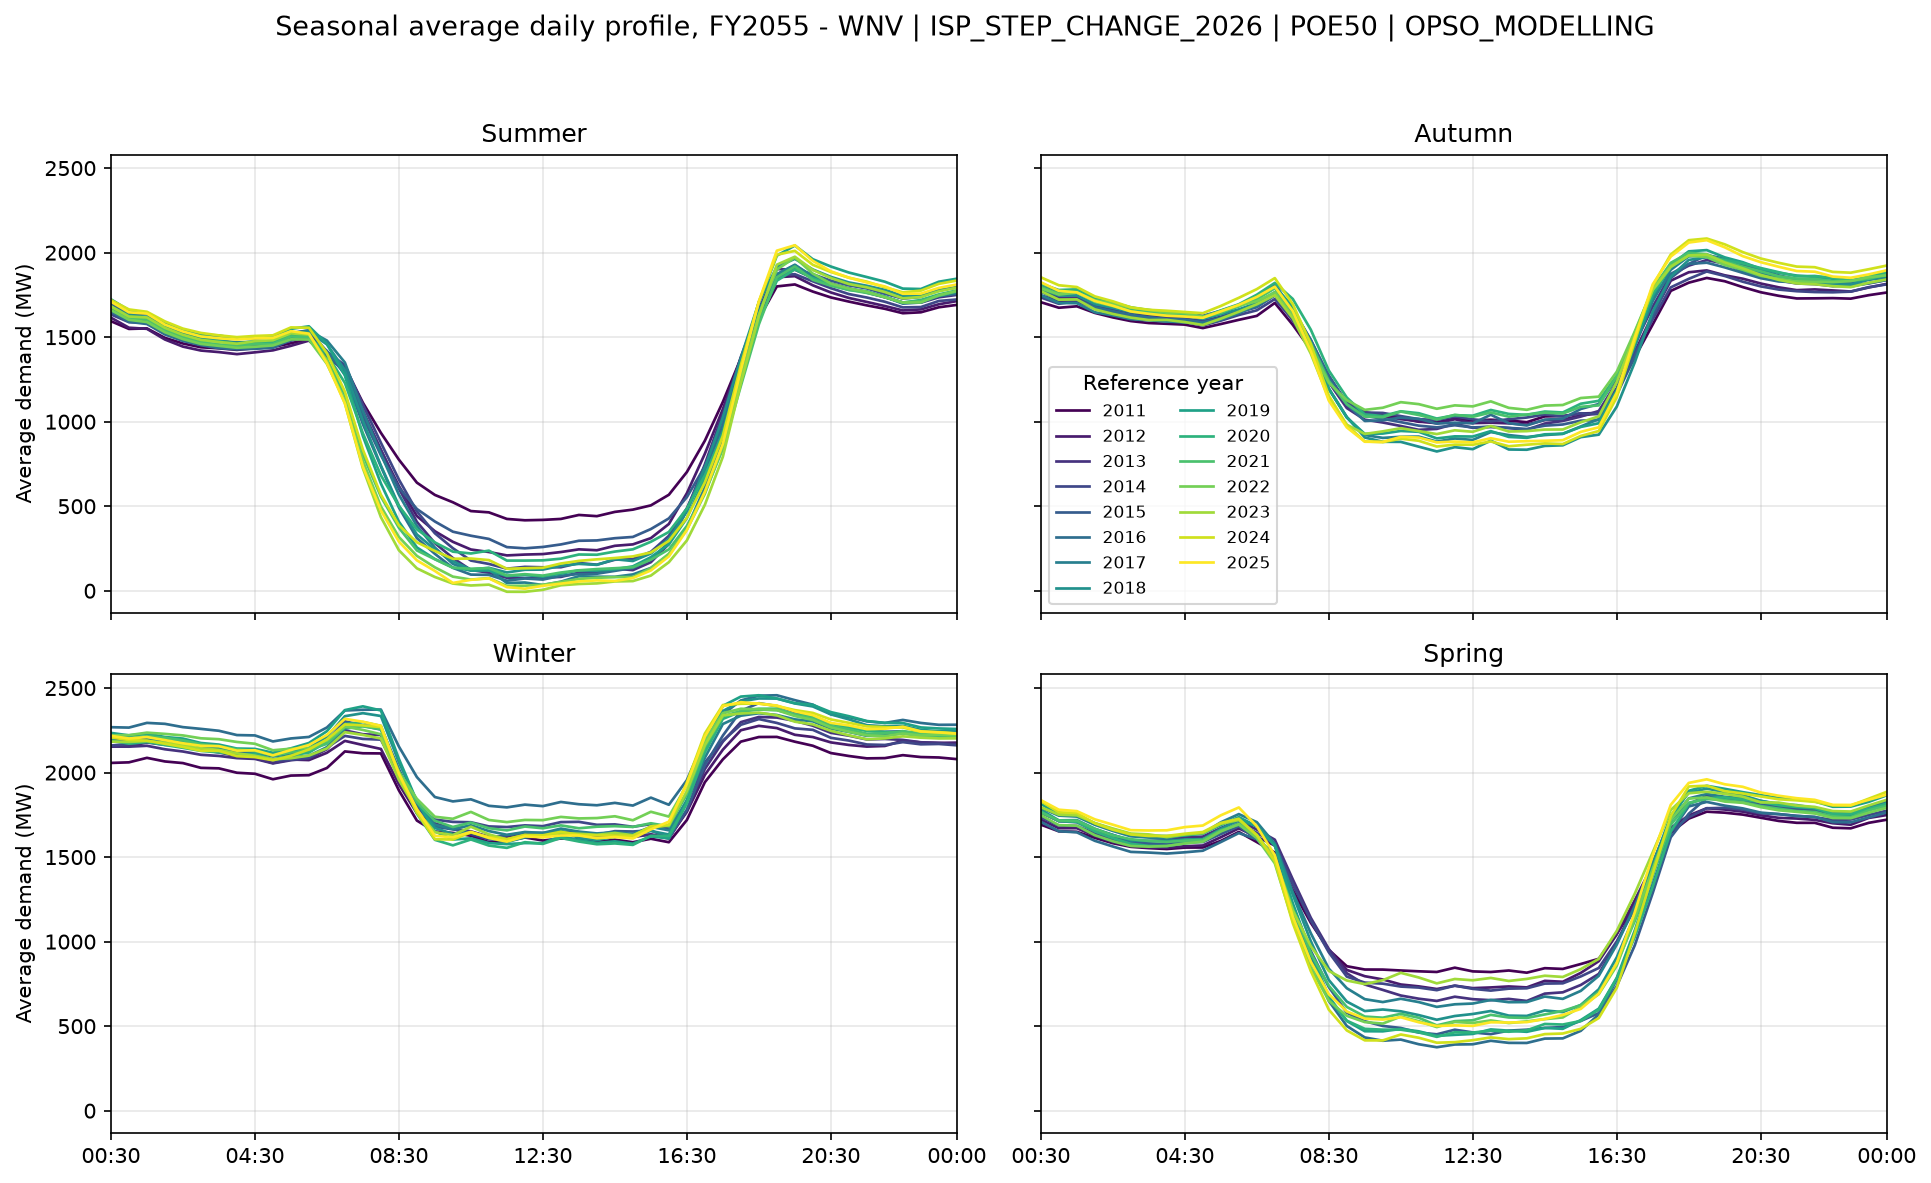 Seasonal average daily profile, FY2055 - WNV | ISP_STEP_CHANGE_2026 | POE50 | OPSO_MODELLING
Summer
Average demand (MW)
2500
2000
1500
1000
500
0
Autumn
Reference year
2011
2012
2013
2014
2015
2016
2017
2018
2019
2020
2021
2022
2023
2024
2025
Winter
Average demand (MW)
2500
2000
1500
1000
500
0
00:30 04:30 08:30 12:30 16:30 20:30 00:00
Spring
00:30 04:30 08:30 12:30 16:30 20:30 00:00